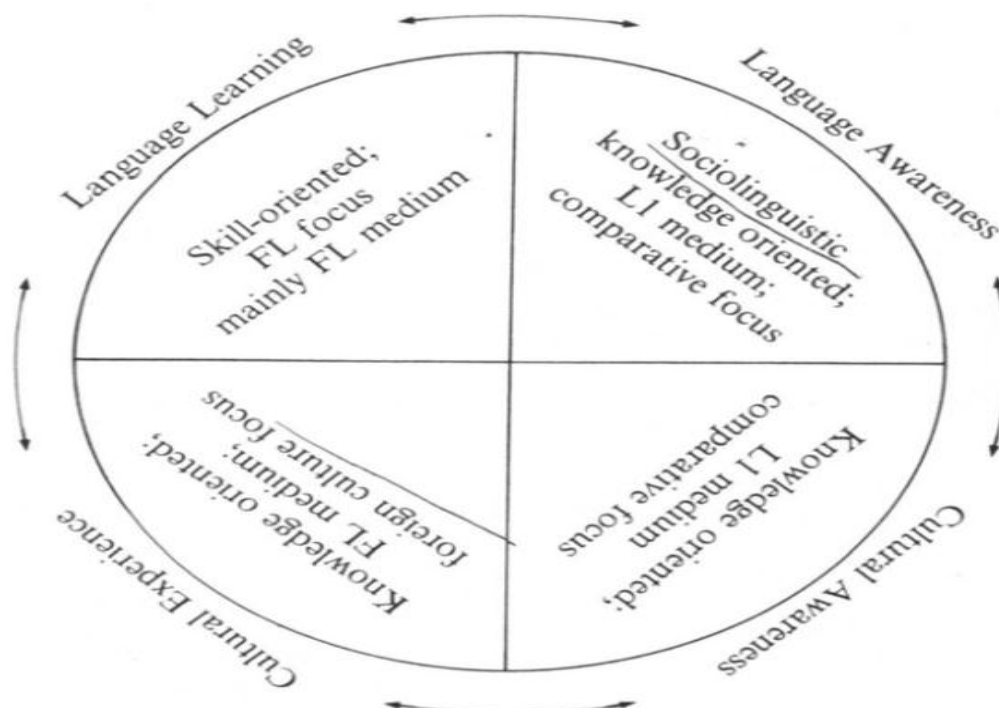 Language Learning
Skill-oriented;
FL focus
mainly FL medium
Language Awareness
Sociolinguistic
knowledge oriented;
L1 medium;
comparative focus
Cultural Awareness
Knowledge oriented;
L1 medium
comparative focus
Cultural Experience
Knowledge oriented;
FL medium;
foreign culture focus